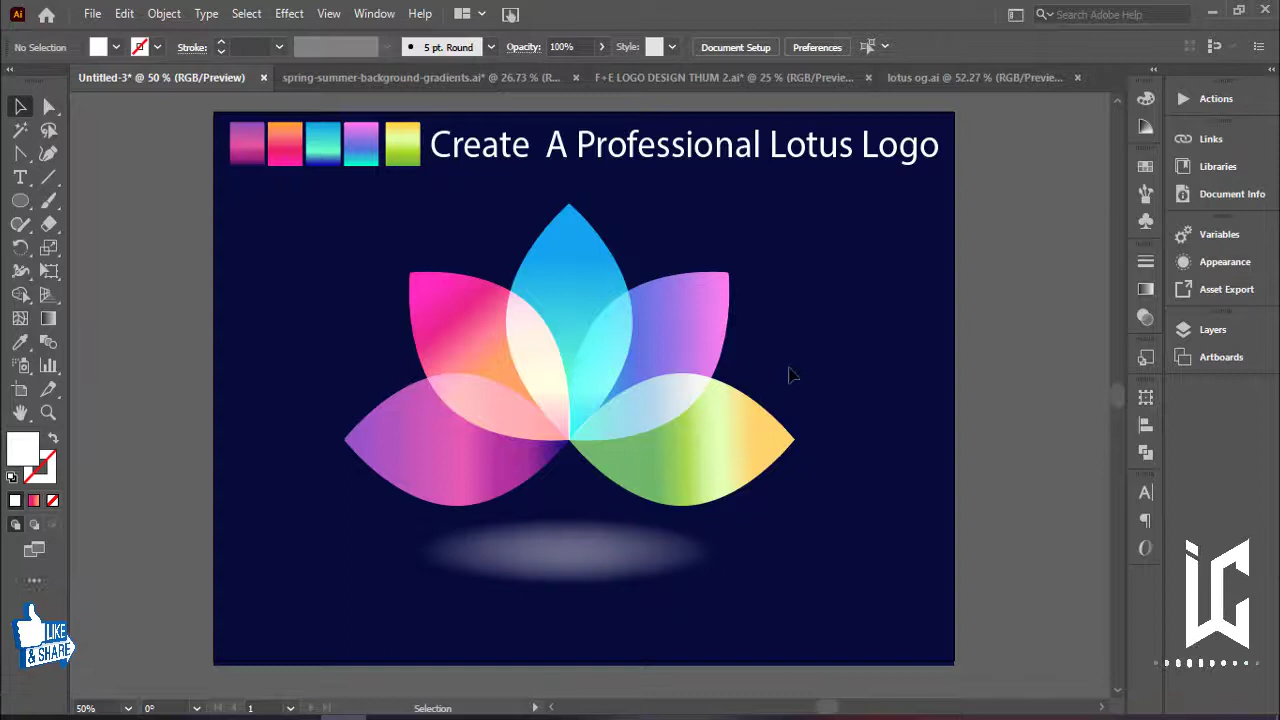 Ai File Edit Object Type Select Effect View Window Help Search Adobe Help
No Selection Stroke: 5 pt. Round Opacity: 100% Style: Document Setup Preferences
Untitled-3* @ 50 % (RGB/Preview) spring-summer-background-gradients.ai* @ 26.73 % (R... F+E LOGO DESIGN THUM 2.ai* @ 25 % (RGB/Previe... lotus og.ai @ 52.27 % (RGB/Previe...
Create A Professional Lotus Logo
Actions
Links
Libraries
Document Info
Variables
Appearance
Asset Export
Layers
Artboards
LIKE
& SHARE
50% 0° 1 Selection